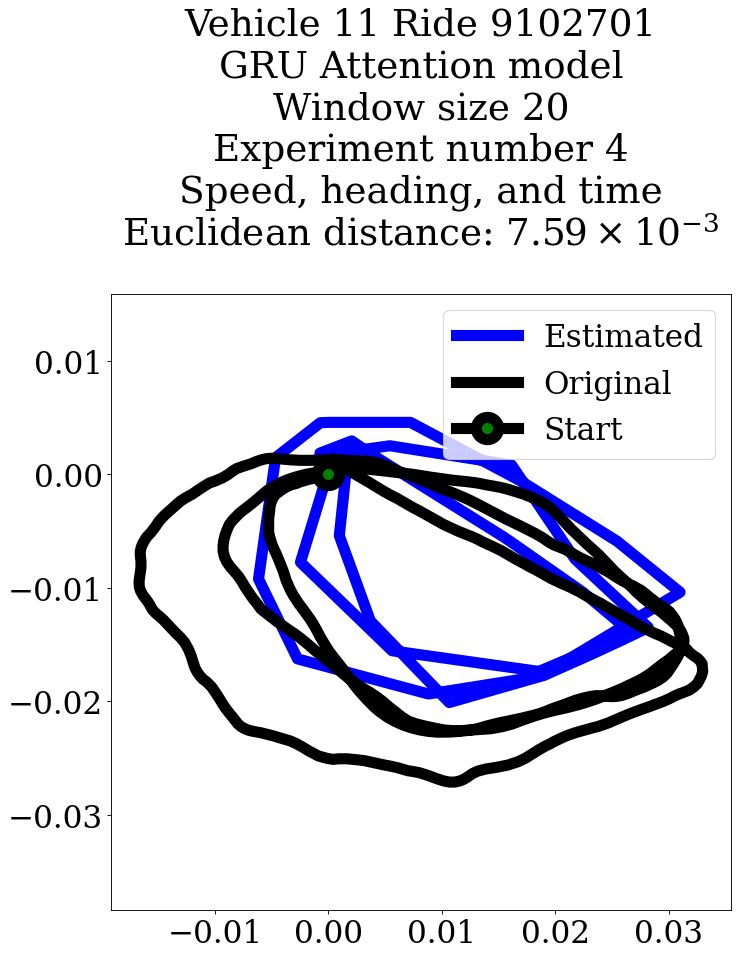 Vehicle 11 Ride 9102701
GRU Attention model
Window size 20
Experiment number 4
Speed, heading, and time
Euclidean distance: 7.59 × 10⁻³
Estimated
Original
Start
0.01
0.00
−0.01
−0.02
−0.03
−0.01 0.00 0.01 0.02 0.03